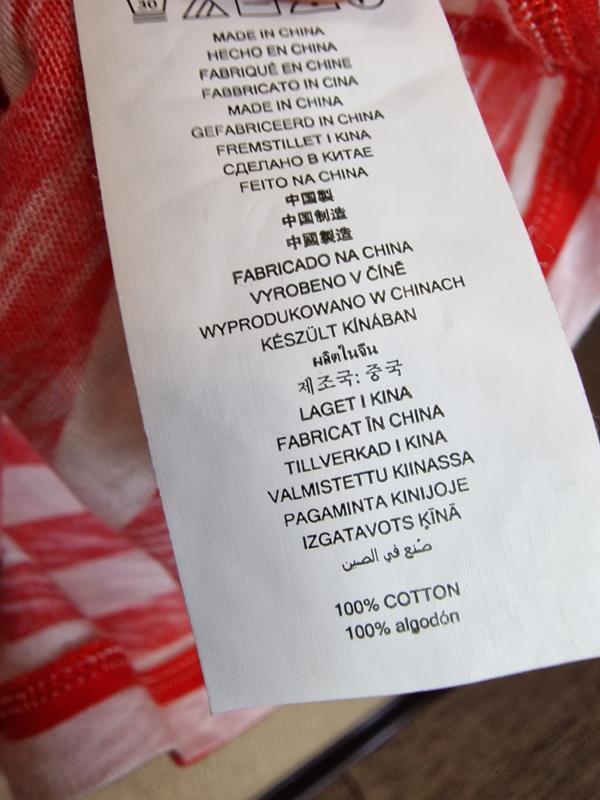 30
MADE IN CHINA
HECHO EN CHINA
FABRIQUÉ EN CHINE
FABBRICATO IN CINA
MADE IN CHINA
GEFABRICEERD IN CHINA
FREMSTILLET I KINA
СДЕЛАНО В КИТАЕ
FEITO NA CHINA
中国製
中国制造
中國製造
FABRICADO NA CHINA
VYROBENO V ČÍNĚ
WYPRODUKOWANO W CHINACH
KÉSZÜLT KÍNÁBAN
ผลิตในจีน
제조국: 중국
LAGET I KINA
FABRICAT ÎN CHINA
TILLVERKAD I KINA
VALMISTETTU KIINASSA
PAGAMINTA KINIJOJE
IZGATAVOTS ĶĪNĀ
صُنع في الصين
100% COTTON
100% algodón